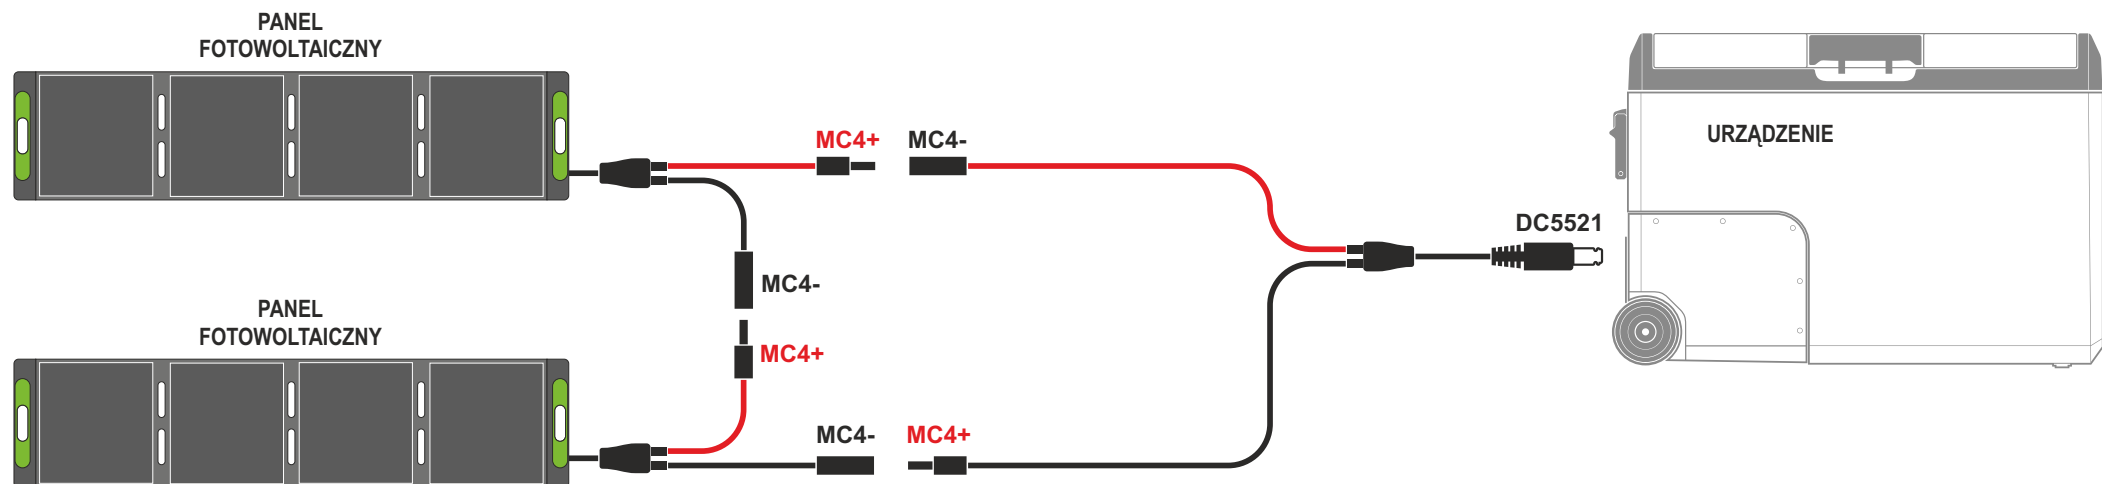 PANEL
FOTOWOLTAICZNY
MC4+
MC4-
URZĄDZENIE
DC5521
MC4-
PANEL
FOTOWOLTAICZNY
MC4+
MC4-
MC4+